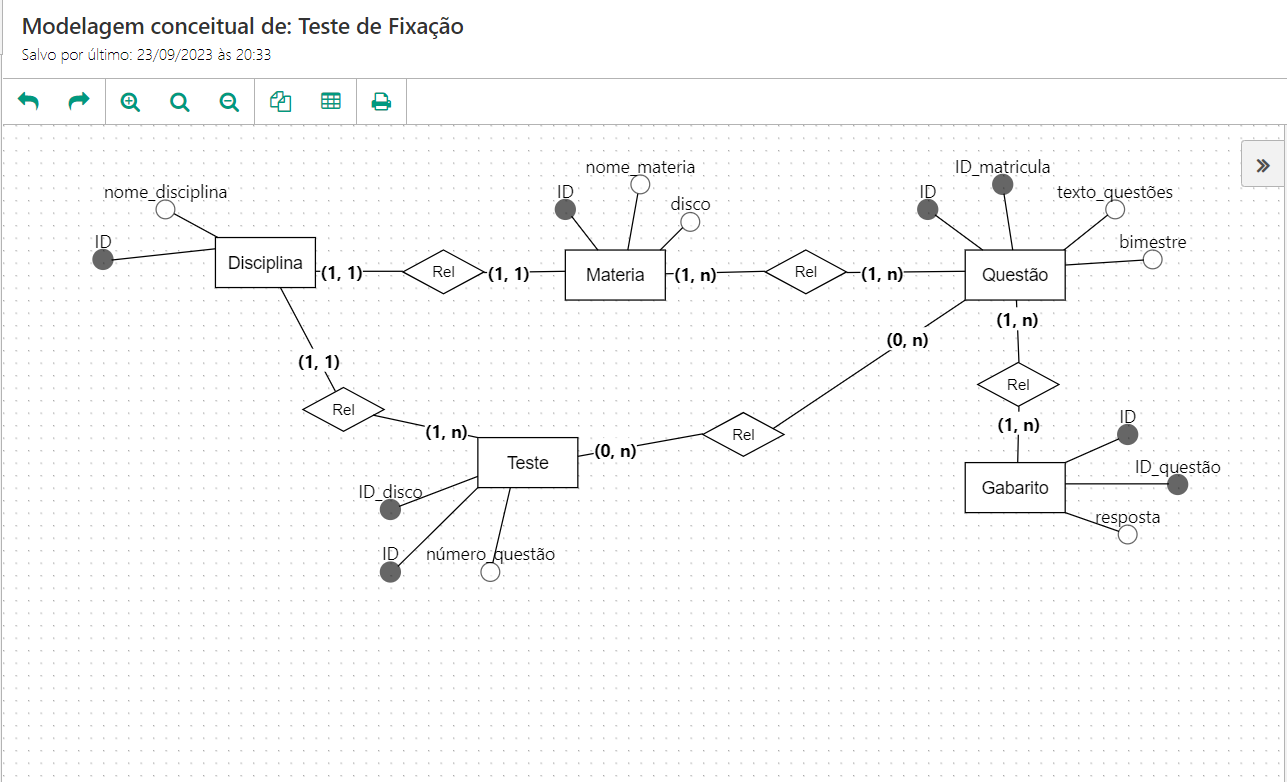 Modelagem conceitual de: Teste de Fixação
Salvo por último: 23/09/2023 às 20:33
nome_materia
ID_matricula
nome_disciplina
ID
disco
ID
texto_questões
ID
bimestre
Disciplina
(1, 1)
Rel
(1, 1)
Materia
(1, n)
Rel
(1, n)
Questão
(1, n)
(0, n)
(1, 1)
Rel
Rel
(1, n)
(1, n)
ID
Rel
(0, n)
Teste
ID_questão
Gabarito
ID_disco
resposta
ID
número_questão